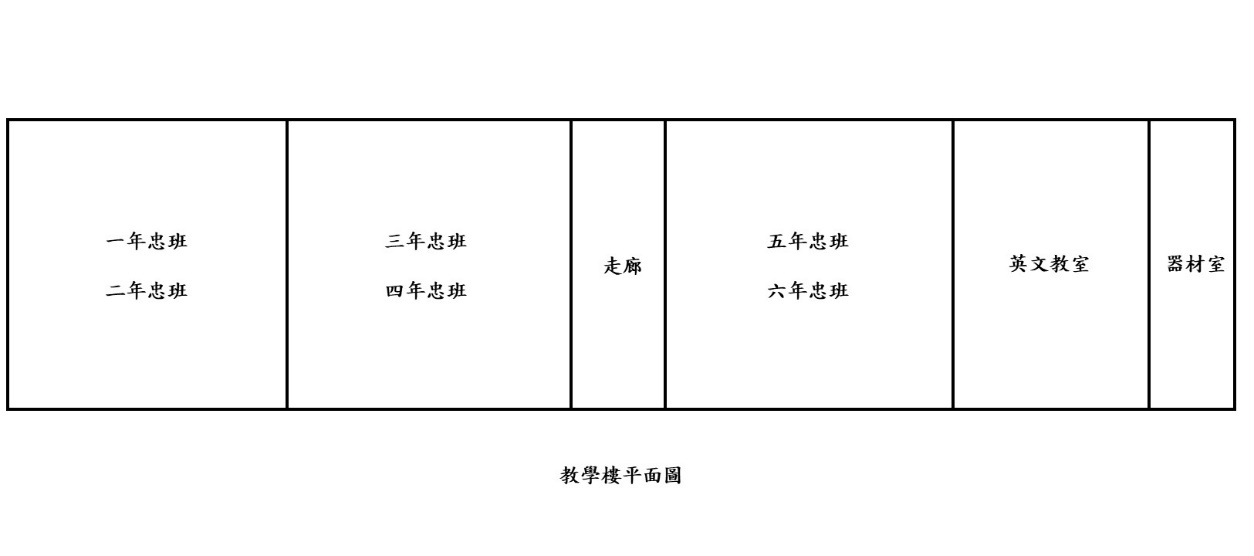 一年忠班
二年忠班
三年忠班
四年忠班
走廊
五年忠班
六年忠班
英文教室
器材室
教學樓平面圖